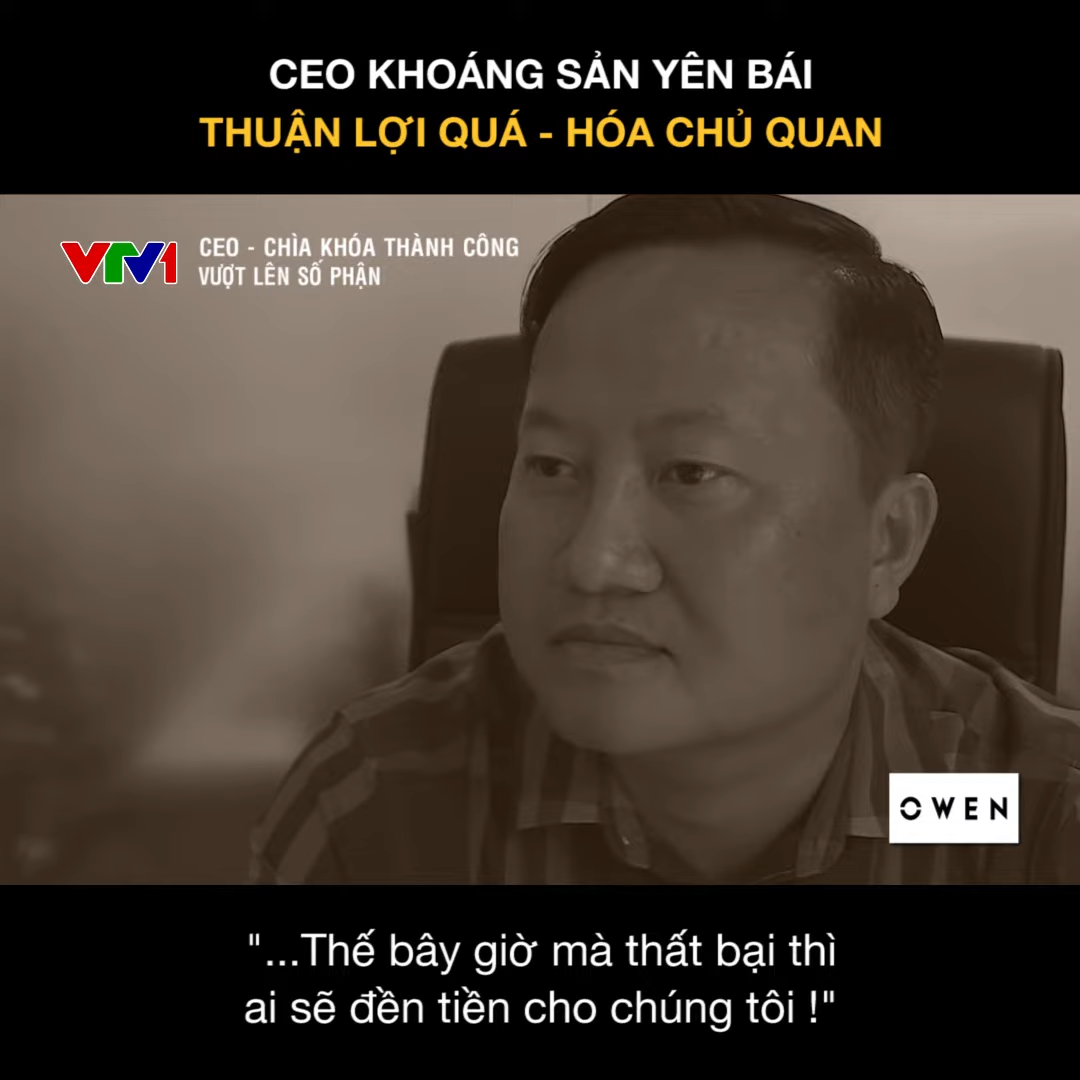 CEO KHOÁNG SẢN YÊN BÁI
THUẬN LỢI QUÁ - HÓA CHỦ QUAN
VTV1
CEO - CHÌA KHÓA THÀNH CÔNG
VƯỢT LÊN SỐ PHẬN
OWEN
"...Thế bây giờ mà thất bại thì
ai sẽ đền tiền cho chúng tôi !"